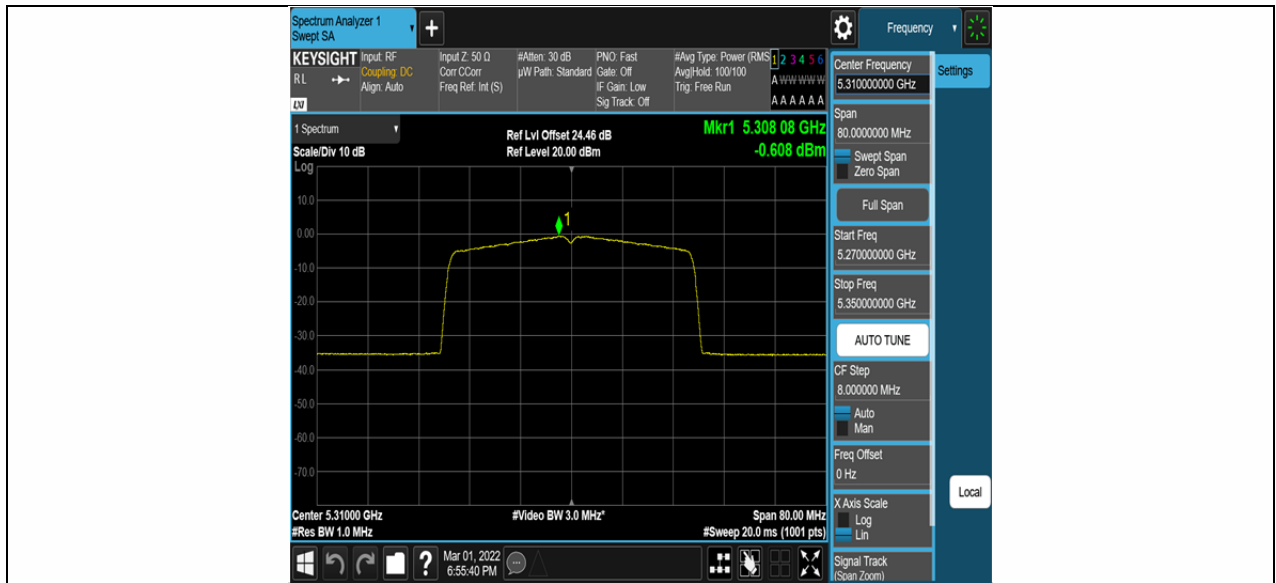 Spectrum Analyzer 1
Swept SA
+
Frequency
KEYSIGHT
RL
LXI
Input: RF
Coupling: DC
Align: Auto
Input Z: 50 Ω
Corr CCorr
Freq Ref: Int (S)
#Atten: 30 dB
µW Path: Standard
PNO: Fast
Gate: Off
IF Gain: Low
Sig Track: Off
#Avg Type: Power (RMS
Avg|Hold: 100/100
Trig: Free Run
1 2 3 4 5 6
A W W W W W
A A A A A A
1 Spectrum
Scale/Div 10 dB
Log
Ref Lvl Offset 24.46 dB
Ref Level 20.00 dBm
Mkr1 5.308 08 GHz
-0.608 dBm
1
10.0
0.00
-10.0
-20.0
-30.0
-40.0
-50.0
-60.0
-70.0
Center 5.31000 GHz
#Res BW 1.0 MHz
#Video BW 3.0 MHz*
Span 80.00 MHz
#Sweep 20.0 ms (1001 pts)
?
Mar 01, 2022
6:55:40 PM
Center Frequency
5.310000000 GHz
Settings
Span
80.0000000 MHz
Swept Span
Zero Span
Full Span
Start Freq
5.270000000 GHz
Stop Freq
5.350000000 GHz
AUTO TUNE
CF Step
8.000000 MHz
Auto
Man
Freq Offset
0 Hz
X Axis Scale
Log
Lin
Local
Signal Track
(Span Zoom)